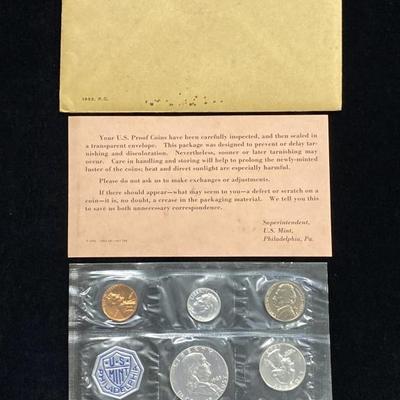 1963, P.C.
Your U.S. Proof Coins have been carefully inspected, and then sealed in
a transparent envelope. This package was designed to prevent or delay tar-
nishing and discoloration. Nevertheless, sooner or later tarnishing may
occur. Care in handling and storing will help to prolong the newly-minted
luster of the coins; heat and direct sunlight are especially harmful.
Please do not ask us to make exchanges or adjustments.
If there should appear—what may seem to you—a defect or scratch on a
coin—it is, no doubt, a crease in the packaging material. We tell you this
to save us both unnecessary correspondence.
Superintendent,
U.S. Mint,
Philadelphia, Pa.
U·S
MINT
PHILADELPHIA
LIBERTY